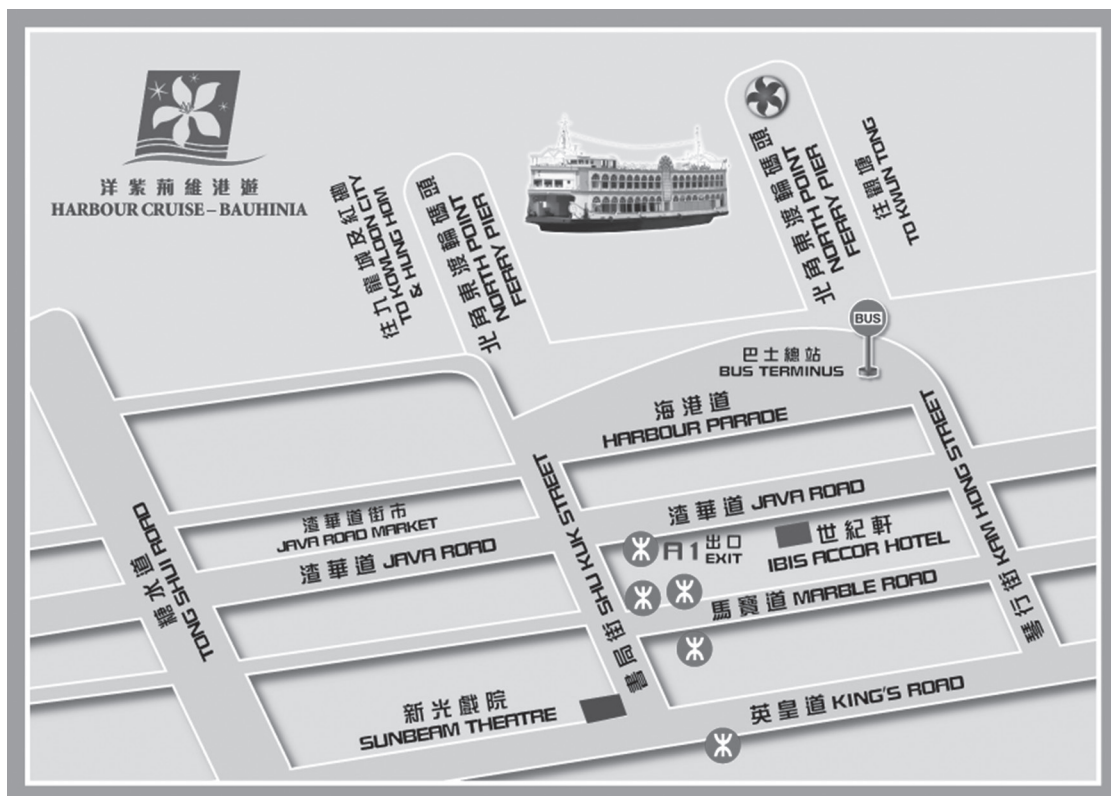 洋紫荊維港遊
HARBOUR CRUISE – BAUHINIA
往九龍城及紅磡
TO KOWLOON CITY
& HUNG HOM
北角東渡輪碼頭
NORTH POINT
FERRY PIER
北角東渡輪碼頭
NORTH POINT
FERRY PIER
往觀塘
TO KWUN TONG
BUS
巴士總站
BUS TERMINUS
海港道
HARBOUR PARADE
渣華道街市
JAVA ROAD MARKET
渣華道 JAVA ROAD
渣華道 JAVA ROAD
糖水道
TONG SHUI ROAD
書局街 SHU KUK STREET
A1 出口
EXIT
世紀軒
IBIS ACCOR HOTEL
琴行街 KAM HONG STREET
馬寶道 MARBLE ROAD
新光戲院
SUNBEAM THEATRE
英皇道 KING'S ROAD